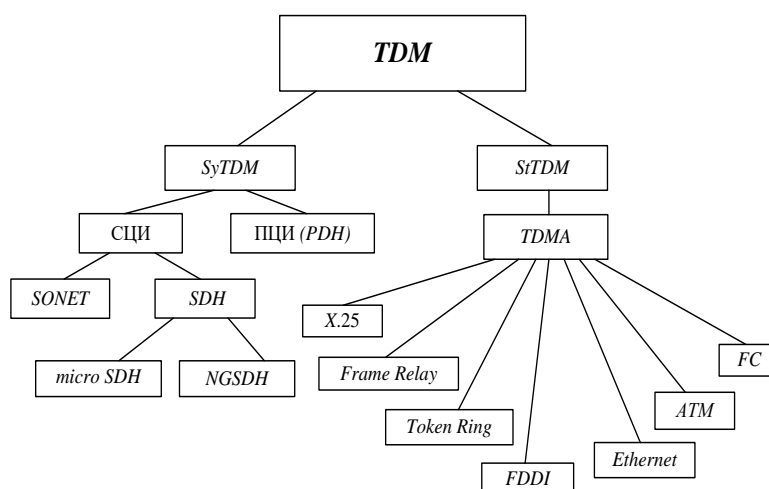 TDM
SyTDM
StTDM
СЦИ
ПЦИ (PDH)
TDMA
SONET
SDH
X.25
micro SDH
NGSDH
Frame Relay
FC
Token Ring
ATM
Ethernet
FDDI